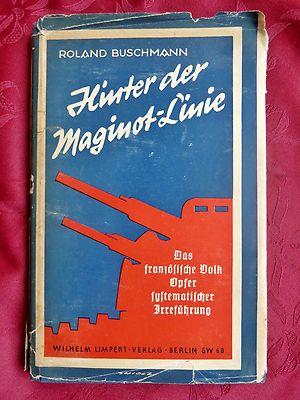 ROLAND BUSCHMANN
Hinter der
Maginot-Linie
Das
französische Volk
Opfer
systematischer
Irreführung
WILHELM LIMPERT-VERLAG · BERLIN SW 68